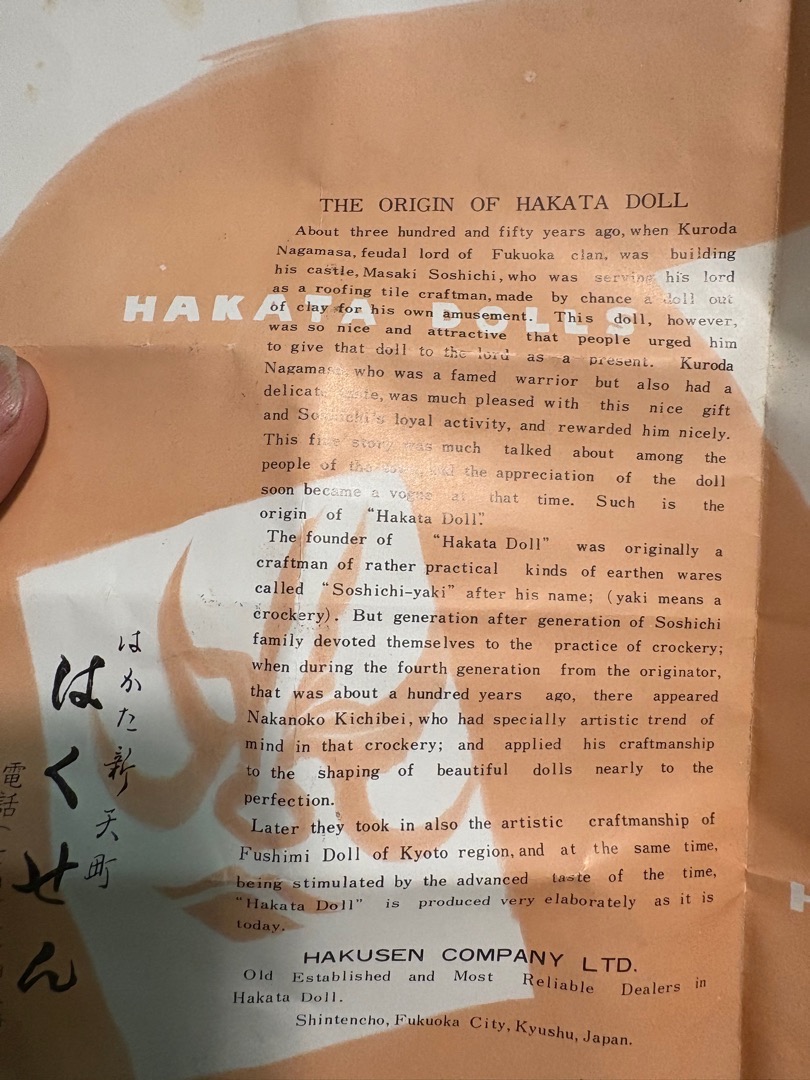 THE ORIGIN OF HAKATA DOLL
About three hundred and fifty years ago, when Kuroda
Nagamasa, feudal lord of Fukuoka clan, was building
his castle, Masaki Soshichi, who was serving his lord
as a roofing tile craftman, made by chance a doll out
HAKATA DOLLS
of clay for his own amusement. This doll, however,
was so nice and attractive that people urged him
to give that doll to the lord as a present. Kuroda
Nagamasa who was a famed warrior but also had a
delicate taste, was much pleased with this nice gift
and Soshichi's loyal activity, and rewarded him nicely.
This fine story was much talked about among the
people of the and the appreciation of the doll
soon became a vogue at that time. Such is the
origin of "Hakata Doll".
The founder of "Hakata Doll" was originally a
craftman of rather practical kinds of earthen wares
called "Soshichi-yaki" after his name; (yaki means a
crockery). But generation after generation of Soshichi
family devoted themselves to the practice of crockery;
when during the fourth generation from the originator,
that was about a hundred years ago, there appeared
Nakanoko Kichibei, who had specially artistic trend of
mind in that crockery; and applied his craftmanship
to the shaping of beautiful dolls nearly to the
perfection.
Later they took in also the artistic craftmanship of
Fushimi Doll of Kyoto region, and at the same time,
being stimulated by the advanced taste of the time,
"Hakata Doll" is produced very elaborately as it is
today.
HAKUSEN COMPANY LTD.
Old Established and Most Reliable Dealers in
Hakata Doll.
Shintencho, Fukuoka City, Kyushu, Japan.
はかた新天町
はくせん
電話
H